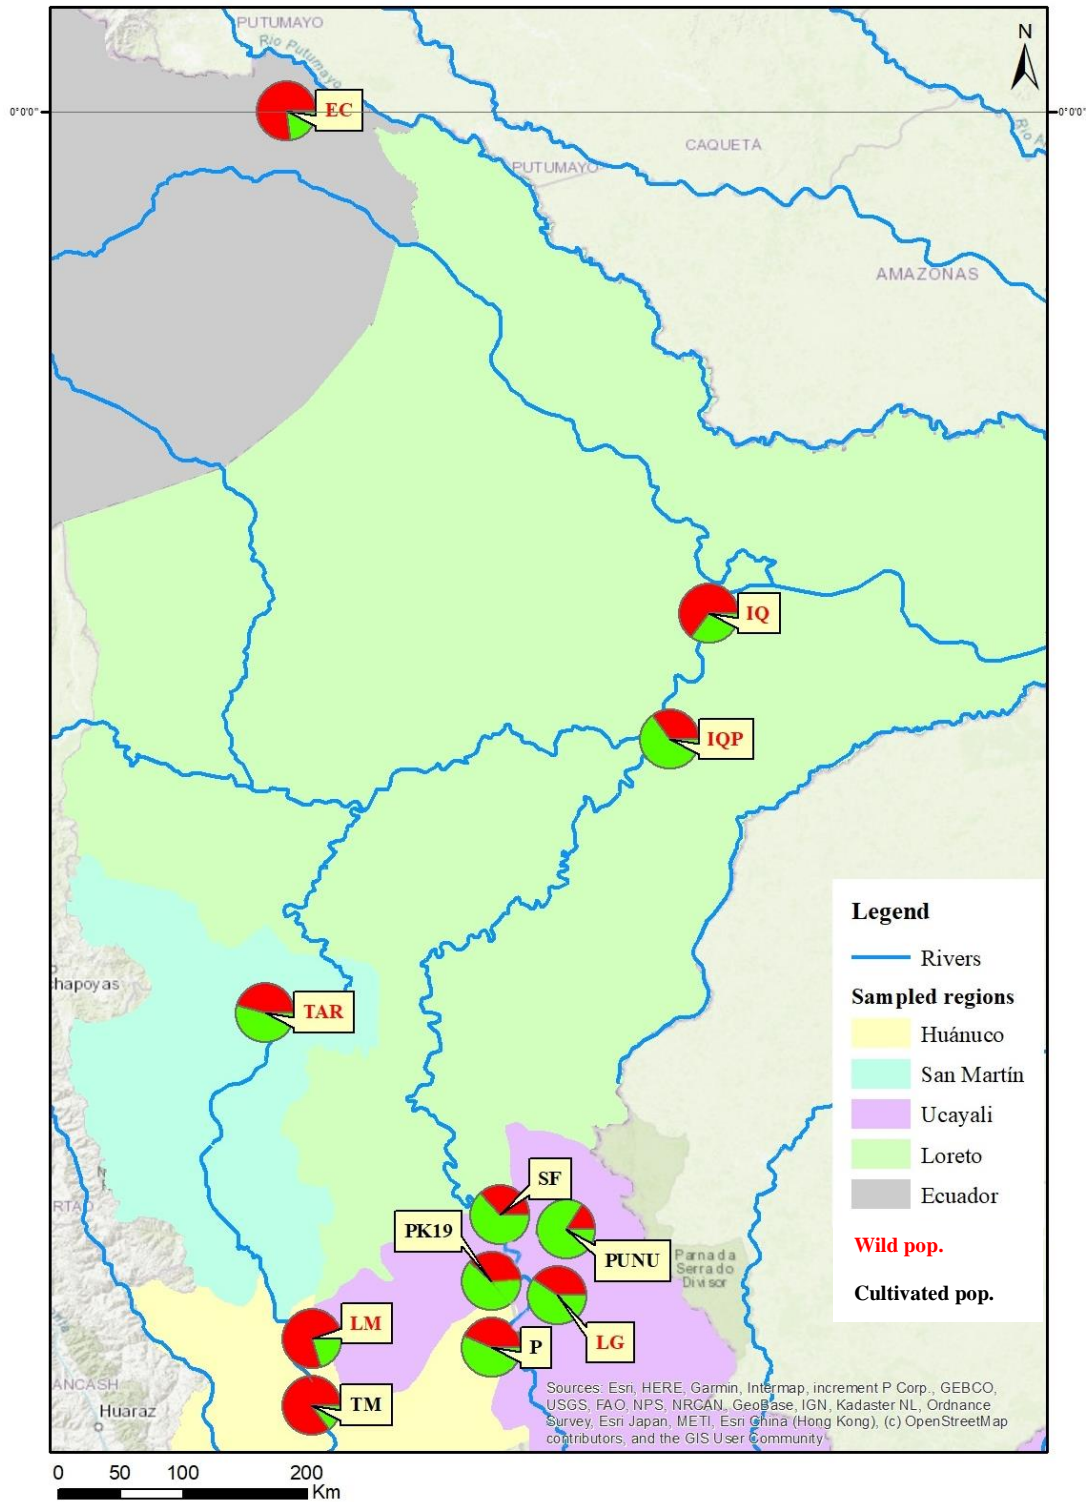 PUTUMAYO
Rio Putumayo
N
0°0'0"
EC
0°0'0"
CAQUETÁ
PUTUMAYO
AMAZONAS
IQ
IQP
Legend
Rivers
Sampled regions
Huánuco
San Martín
Ucayali
Loreto
Ecuador
Wild pop.
Cultivated pop.
chapoyas
TAR
SF
PK19
PUNU
Parna da
Serra do
Divisor
LM
LG
P
TM
ANCASH
Huaraz
Sources: Esri, HERE, Garmin, Intermap, increment P Corp., GEBCO,
USGS, FAO, NPS, NRCAN, GeoBase, IGN, Kadaster NL, Ordnance
Survey, Esri Japan, METI, Esri China (Hong Kong), (c) OpenStreetMap
contributors, and the GIS User Community
0 50 100 200
Km